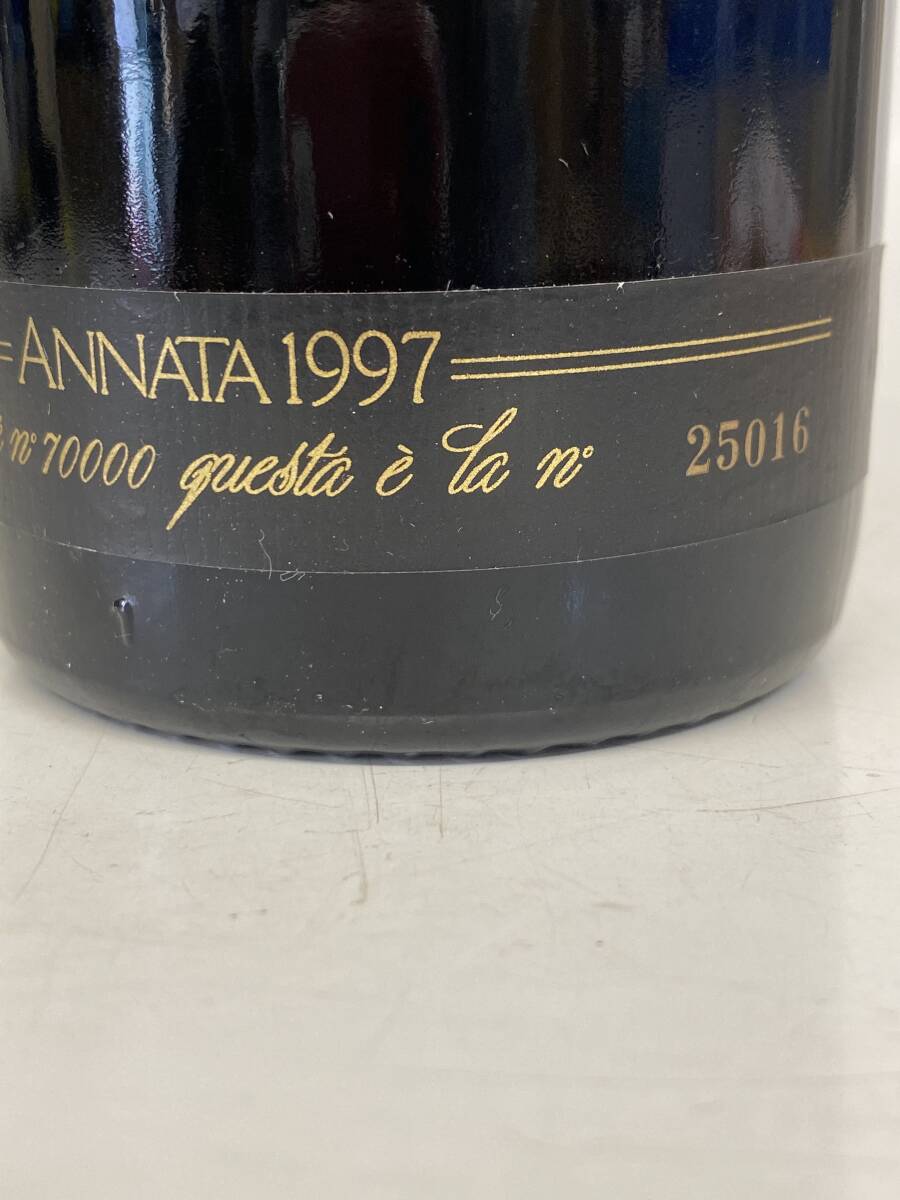 ANNATA 1997
n° 70000 questa è la n° 25016